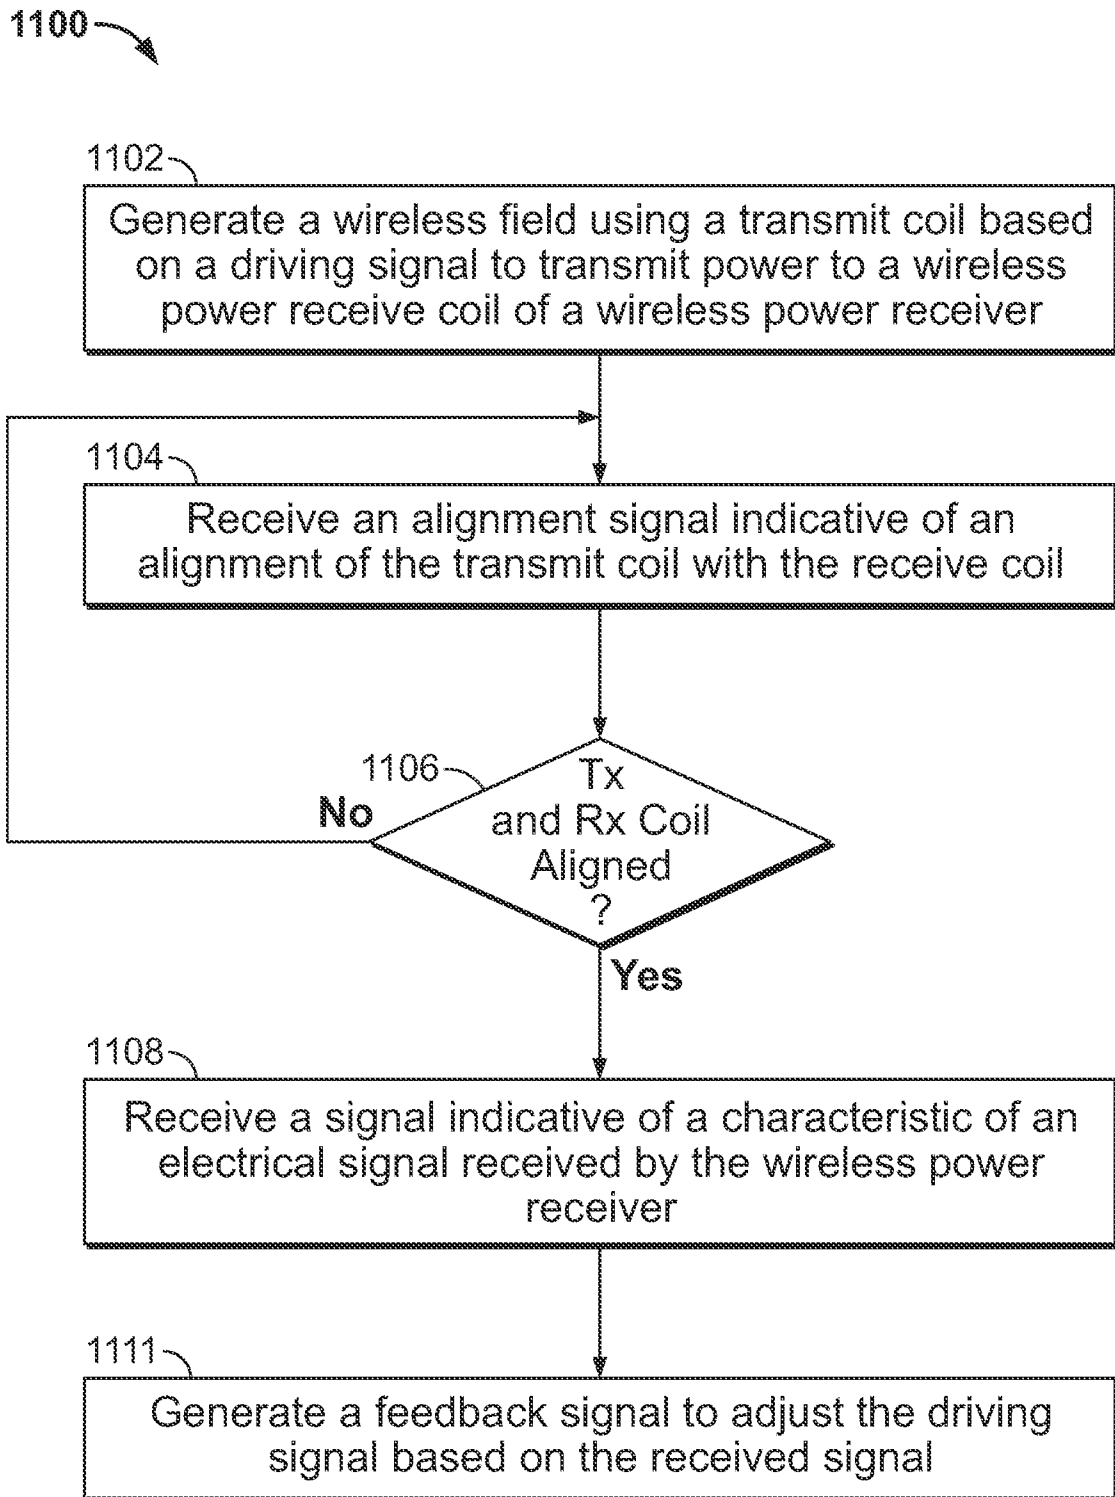 1100
1102
Generate a wireless field using a transmit coil based
on a driving signal to transmit power to a wireless
power receive coil of a wireless power receiver
1104
Receive an alignment signal indicative of an
alignment of the transmit coil with the receive coil
1106
Tx
No
and Rx Coil
Aligned
?
Yes
1108
Receive a signal indicative of a characteristic of an
electrical signal received by the wireless power
receiver
1111
Generate a feedback signal to adjust the driving
signal based on the received signal